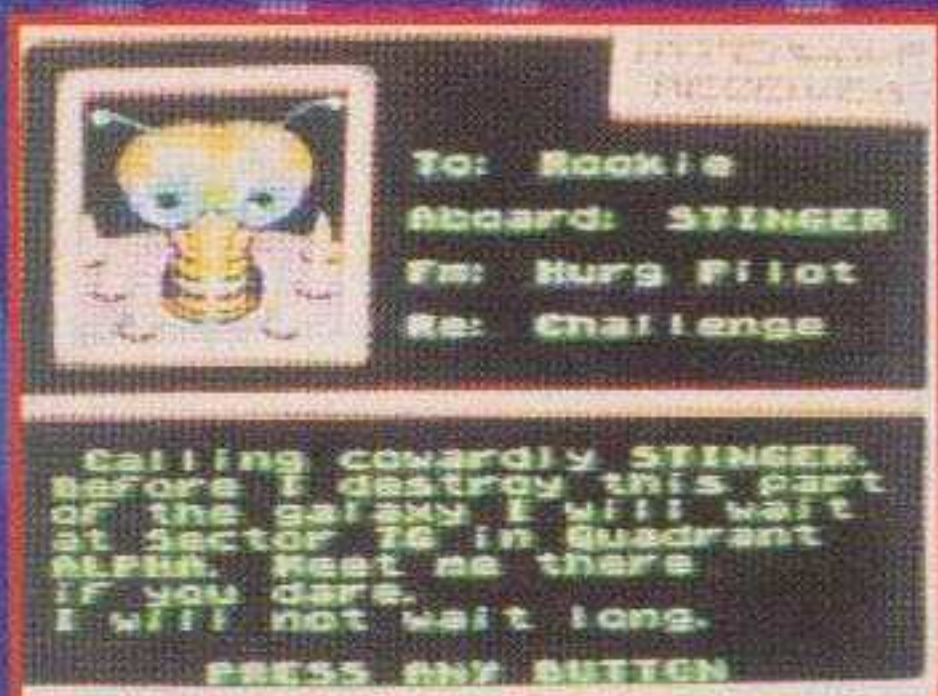 To: Rookie
Aboard: STINGER
Fm: Hurg Pilot
Re: Challenge
Calling cowardly STINGER.
Before I destroy this part
of the galaxy I will wait
at Sector 7G in Quadrant
ALPHA. Meet me there
if you dare.
I will not wait long.
PRESS ANY BUTTON